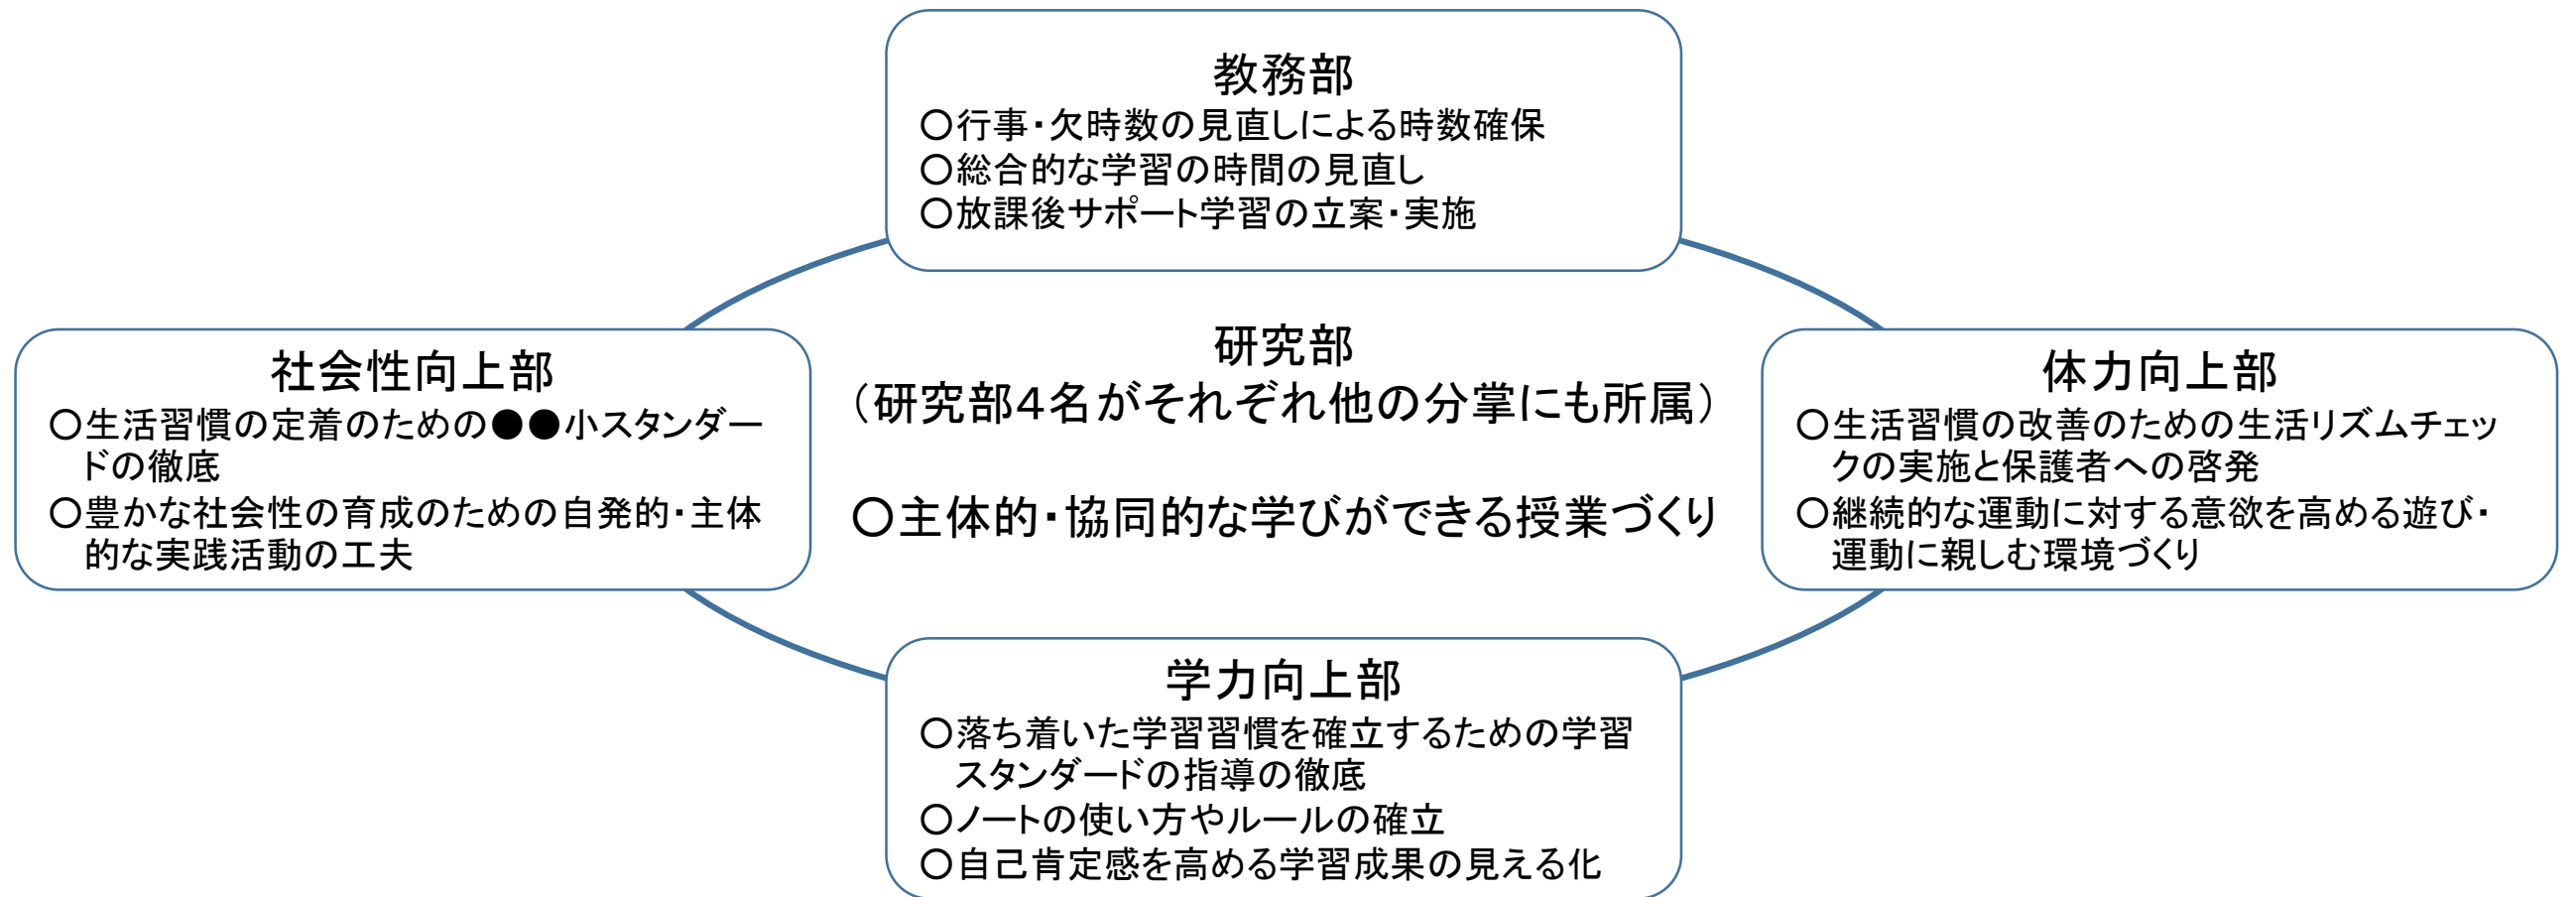 教務部
〇行事・欠時数の見直しによる時数確保
〇総合的な学習の時間の見直し
〇放課後サポート学習の立案・実施
社会性向上部
〇生活習慣の定着のための●●小スタンダー
ドの徹底
〇豊かな社会性の育成のための自発的・主体
的な実践活動の工夫
研究部
（研究部４名がそれぞれ他の分掌にも所属）
〇主体的・協同的な学びができる授業づくり
体力向上部
〇生活習慣の改善のための生活リズムチェッ
クの実施と保護者への啓発
〇継続的な運動に対する意欲を高める遊び・
運動に親しむ環境づくり
学力向上部
〇落ち着いた学習習慣を確立するための学習
スタンダードの指導の徹底
〇ノートの使い方やルールの確立
〇自己肯定感を高める学習成果の見える化